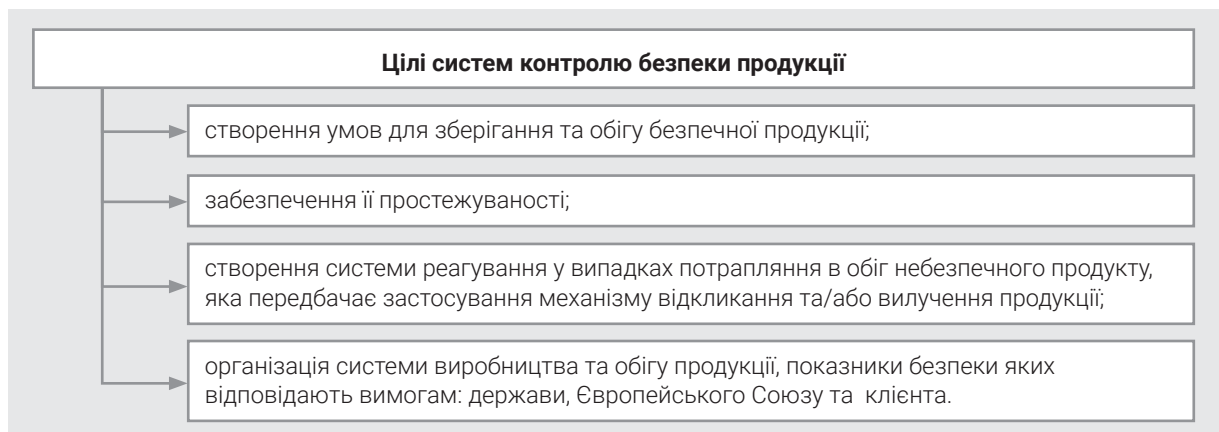 Цілі систем контролю безпеки продукції
створення умов для зберігання та обігу безпечної продукції;
забезпечення її простежуваності;
створення системи реагування у випадках потрапляння в обіг небезпечного продукту,
яка передбачає застосування механізму відкликання та/або вилучення продукції;
організація системи виробництва та обігу продукції, показники безпеки яких
відповідають вимогам: держави, Європейського Союзу та клієнта.